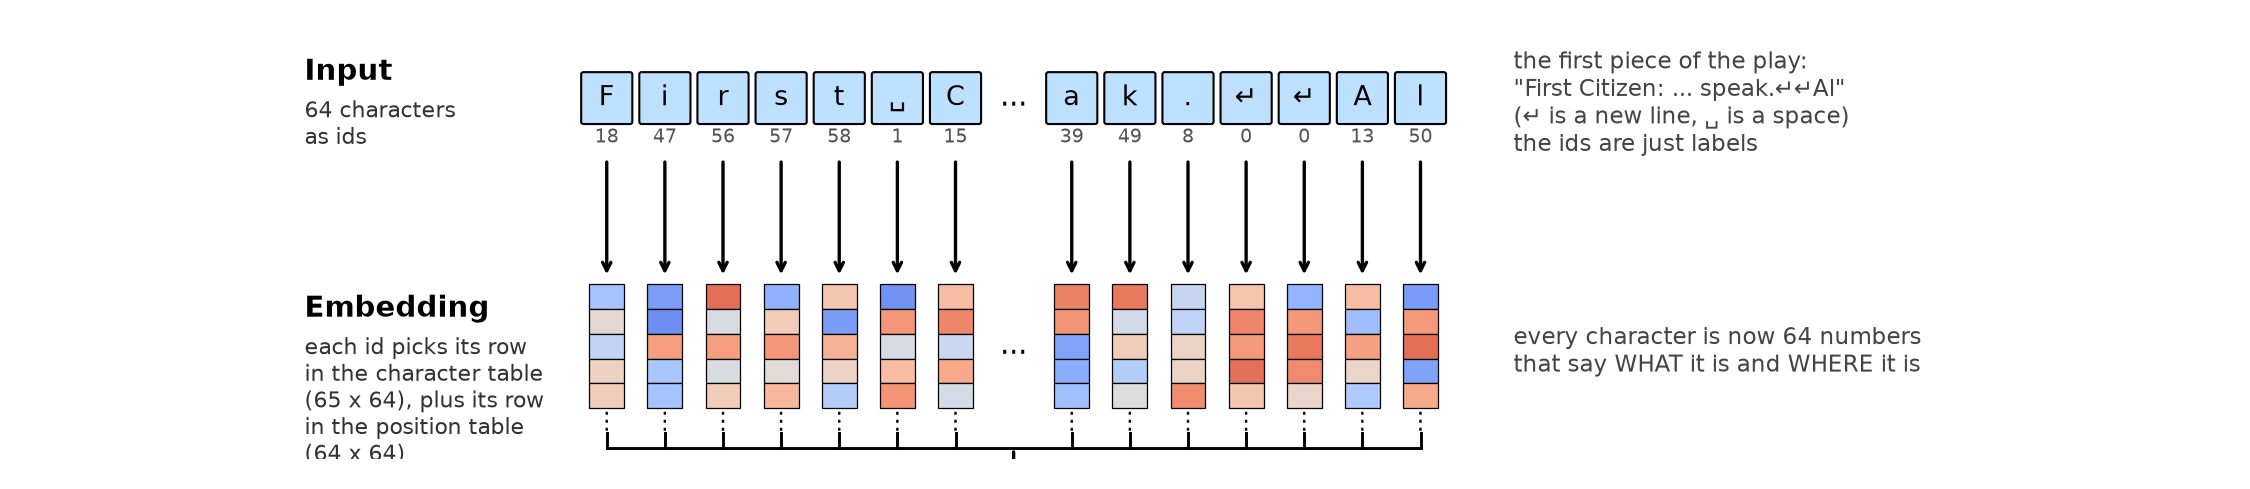 Input
64 characters
as ids
F i r s t ␣ C ... a k . ↵ ↵ A l
18 47 56 57 58 1 15 39 49 8 0 0 13 50
the first piece of the play:
"First Citizen: ... speak.↵↵Al"
(↵ is a new line, ␣ is a space)
the ids are just labels
Embedding
each id picks its row
in the character table
(65 x 64), plus its row
in the position table
(64 x 64)
...
every character is now 64 numbers
that say WHAT it is and WHERE it is